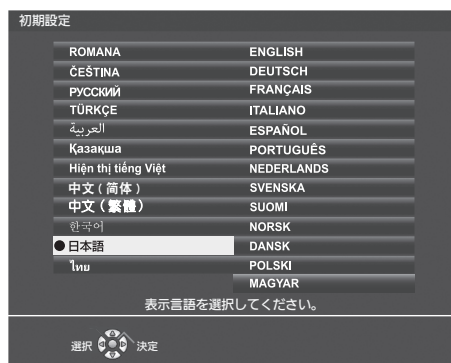 初期設定
ROMANA ENGLISH
ČEŠTINA DEUTSCH
РУССКИЙ FRANÇAIS
TÜRKÇE ITALIANO
العربية ESPAÑOL
Қазақша PORTUGUÊS
Hiện thị tiếng Việt NEDERLANDS
中文 ( 简体 ) SVENSKA
中文 ( 繁體 ) SUOMI
한국어 NORSK
●日本語 DANSK
ไทย POLSKI
MAGYAR
表示言語を選択してください。
選択 決定